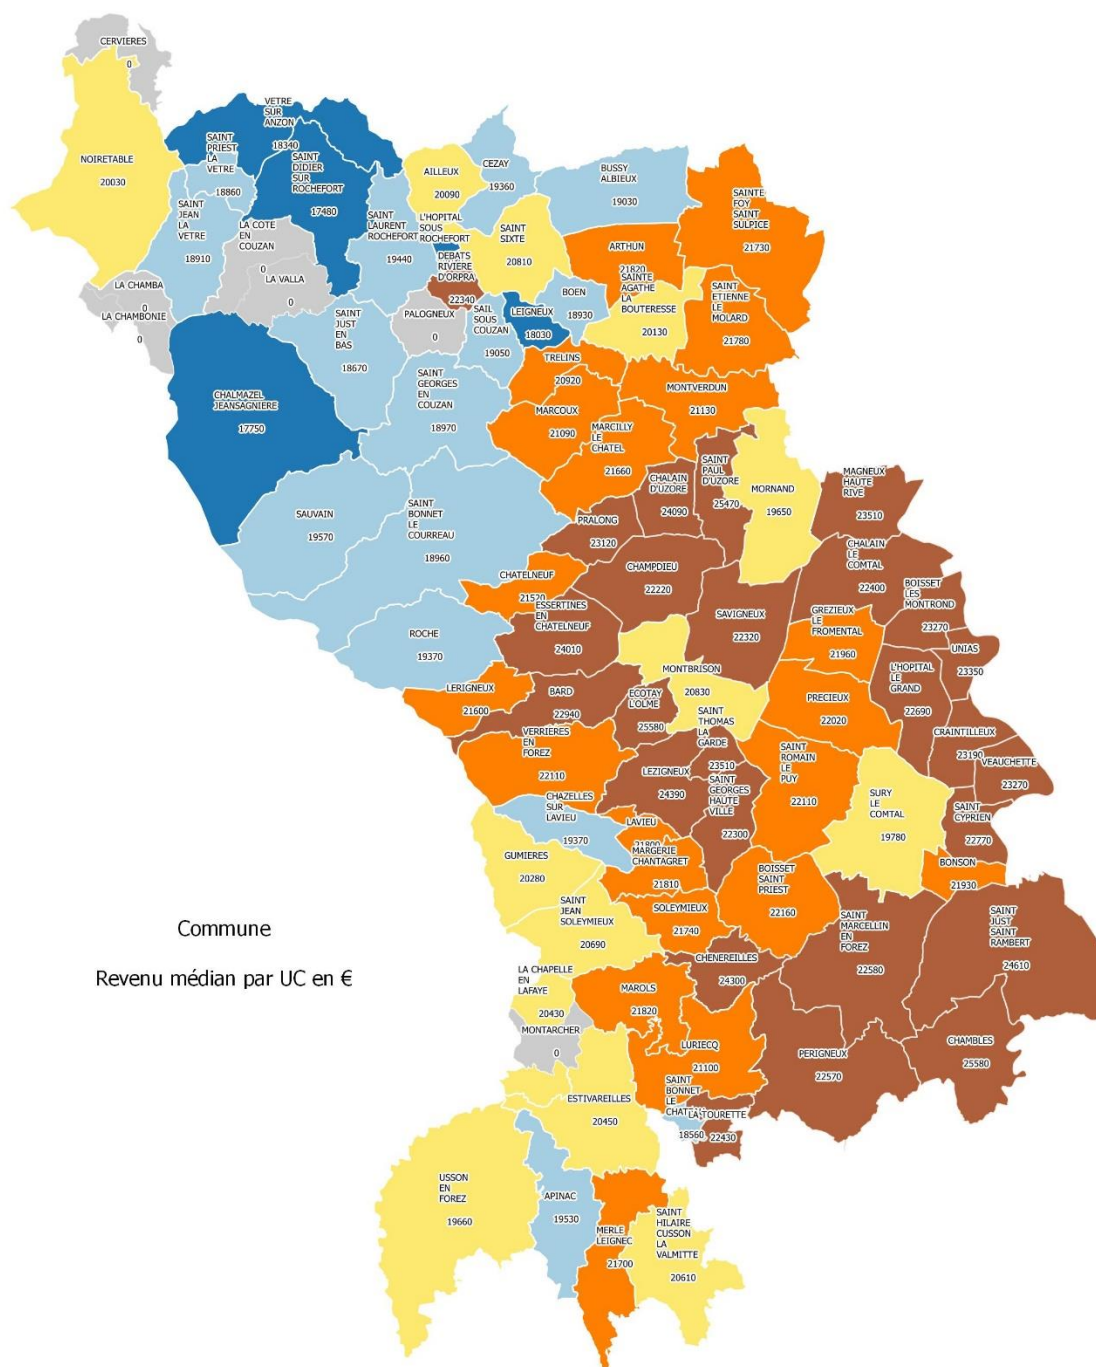 CERVIERES
0
NOIRETABLE
20030
VETRE
SUR
ANZON
18340
SAINT
PRIEST
LA
VETRE
18860
SAINT
DIDIER
SUR
ROCHEFORT
17480
SAINT
JEAN
LA
VETRE
18910
LA COTE
EN
COUZAN
0
LA VALLA
0
LA CHAMBA
0
LA CHAMBONIE
0
SAINT
LAURENT
ROCHEFORT
19440
AILLEUX
20090
CEZAY
19360
BUSSY
ALBIEUX
19030
SAINTE
FOY
SAINT
SULPICE
21730
L'HOPITAL
SOUS
ROCHEFORT
SAINT
SIXTE
20810
DEBATS
RIVIERE
D'ORPRA
22340
ARTHUN
21820
SAINTE
AGATHE
LA
BOUTERESSE
20130
SAINT
ETIENNE
LE
MOLARD
21780
BOEN
18930
LEIGNEUX
18030
SAIL
SOUS
COUZAN
19050
PALOGNEUX
0
SAINT
JUST
EN
BAS
18670
TRELINS
20920
SAINT
GEORGES
EN
COUZAN
18970
MONTVERDUN
21130
CHALMAZEL
JEANSAGNIERE
17750
MARCOUX
21090
MARCILLY
LE
CHATEL
21660
SAINT
PAUL
D'UZORE
25470
CHALAIN
D'UZORE
24090
MORNAND
19650
MAGNEUX
HAUTE
RIVE
23510
SAUVAIN
19570
SAINT
BONNET
LE
COURREAU
18960
PRALONG
23120
CHALAIN
LE
COMTAL
22400
CHAMPDIEU
22220
CHATELNEUF
21520
BOISSET
LES
MONTROND
23270
ESSERTINES
EN
CHATELNEUF
24010
SAVIGNEUX
22320
GREZIEUX
LE
FROMENTAL
21960
ROCHE
19370
UNIAS
23350
MONTBRISON
20830
L'HOPITAL
LE
GRAND
22690
LERIGNEUX
21600
BARD
22940
ECOTAY
L'OLME
25580
PRECIEUX
22020
SAINT
THOMAS
LA
GARDE
23510
CRAINTILLEUX
23190
VERRIERES
EN
FOREZ
22110
SAINT
ROMAIN
LE
PUY
22110
VEAUCHETTE
23270
LEZIGNEUX
24390
SAINT
GEORGES
HAUTE
VILLE
22300
SURY
LE
COMTAL
19780
CHAZELLES
SUR
LAVIEU
19370
SAINT
CYPRIEN
22770
LAVIEU
21800
MARGERIE
CHANTAGRET
21810
GUMIERES
20280
BOISSET
SAINT
PRIEST
22160
BONSON
21930
SAINT
JEAN
SOLEYMIEUX
20690
SOLEYMIEUX
21740
SAINT
MARCELLIN
EN
FOREZ
22580
SAINT
JUST
SAINT
RAMBERT
24610
Commune
Revenu médian par UC en €
CHENEREILLES
24300
LA CHAPELLE
EN
LAFAYE
20430
MAROLS
21820
MONTARCHER
0
LURIECQ
21100
PERIGNEUX
22570
CHAMBLES
25580
ESTIVAREILLES
20450
SAINT
BONNET
LE
18560
LA TOURETTE
22430
USSON
EN
FOREZ
19660
APINAC
19530
MERLE
LEIGNEC
21700
SAINT
HILAIRE
CUSSON
LA
VALMITTE
20610